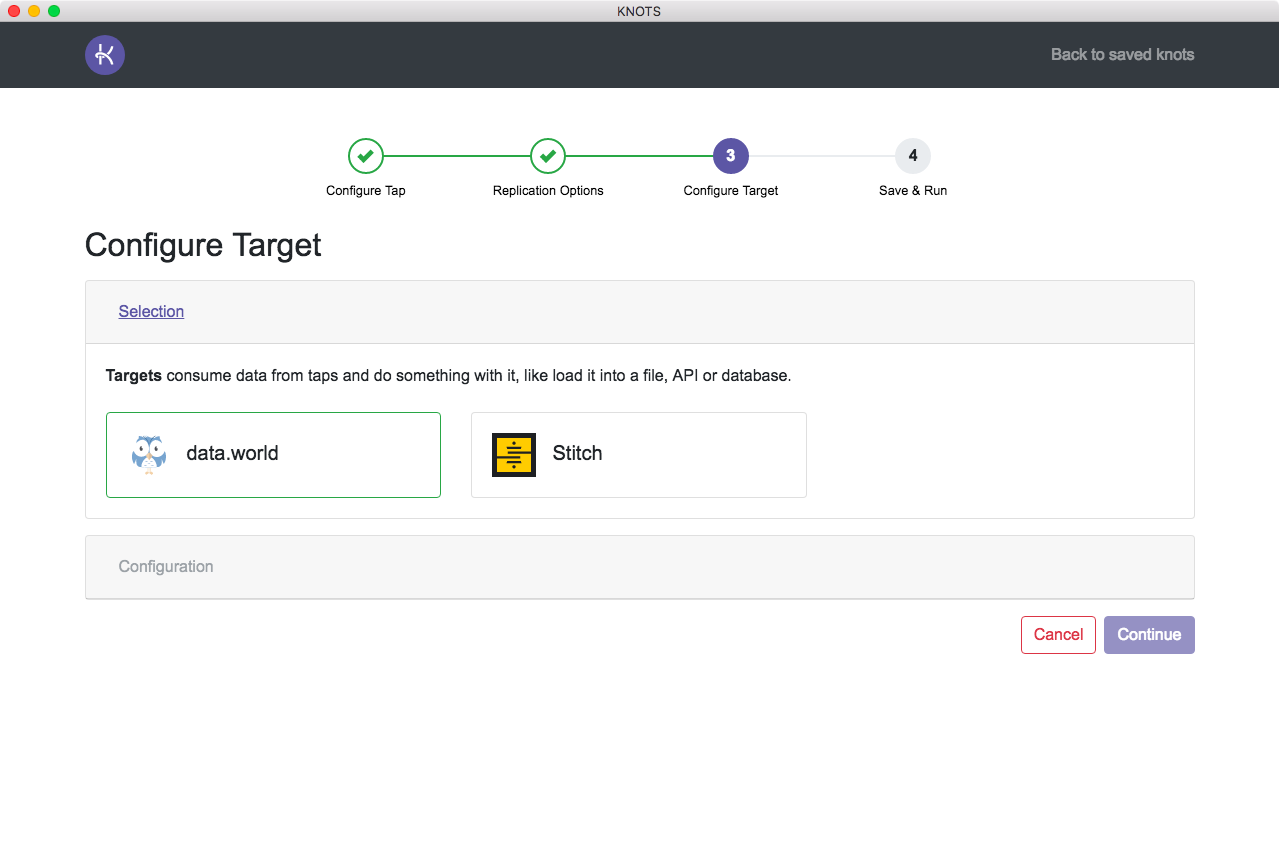 KNOTS
Back to saved knots
3
4
Configure Tap
Replication Options
Configure Target
Save & Run
Configure Target
Selection
Targets consume data from taps and do something with it, like load it into a file, API or database.
data.world
Stitch
Configuration
Cancel
Continue